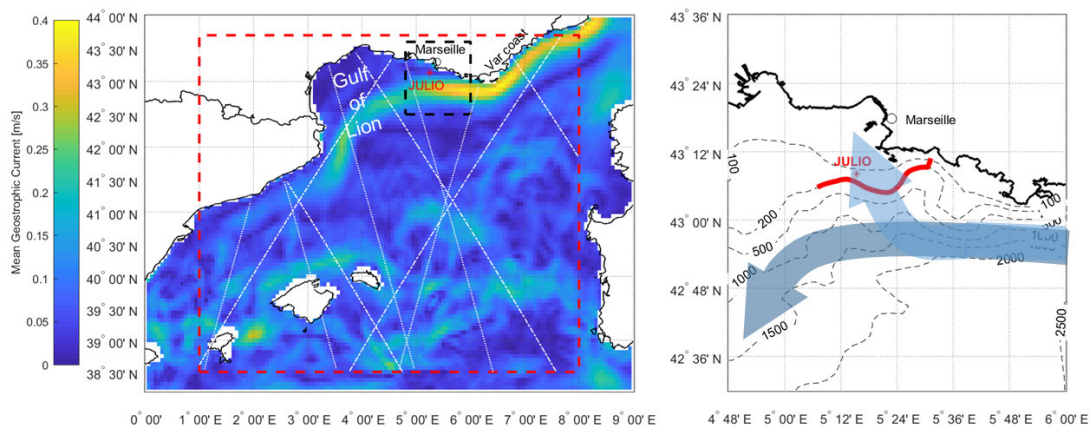 Mean Geostrophic Current [m/s]
0.4
0.35
0.3
0.25
0.2
0.15
0.1
0.05
0
44° 00' N
43° 30' N
43° 00' N
42° 30' N
42° 00' N
41° 30' N
41° 00' N
40° 30' N
40° 00' N
39° 30' N
39° 00' N
38° 30' N
Marseille
Var coast
JULIO
Gulf
of
Lion
0° 00' E
1° 00' E
2° 00' E
3° 00' E
4° 00' E
5° 00' E
6° 00' E
7° 00' E
8° 00' E
9° 00' E
43° 36' N
43° 24' N
43° 12' N
43° 00' N
42° 48' N
42° 36' N
Marseille
JULIO
100
200
500
1000
1500
100
1000
2000
2500
4° 48' E
5° 00' E
5° 12' E
5° 24' E
5° 36' E
5° 48' E
6° 00' E